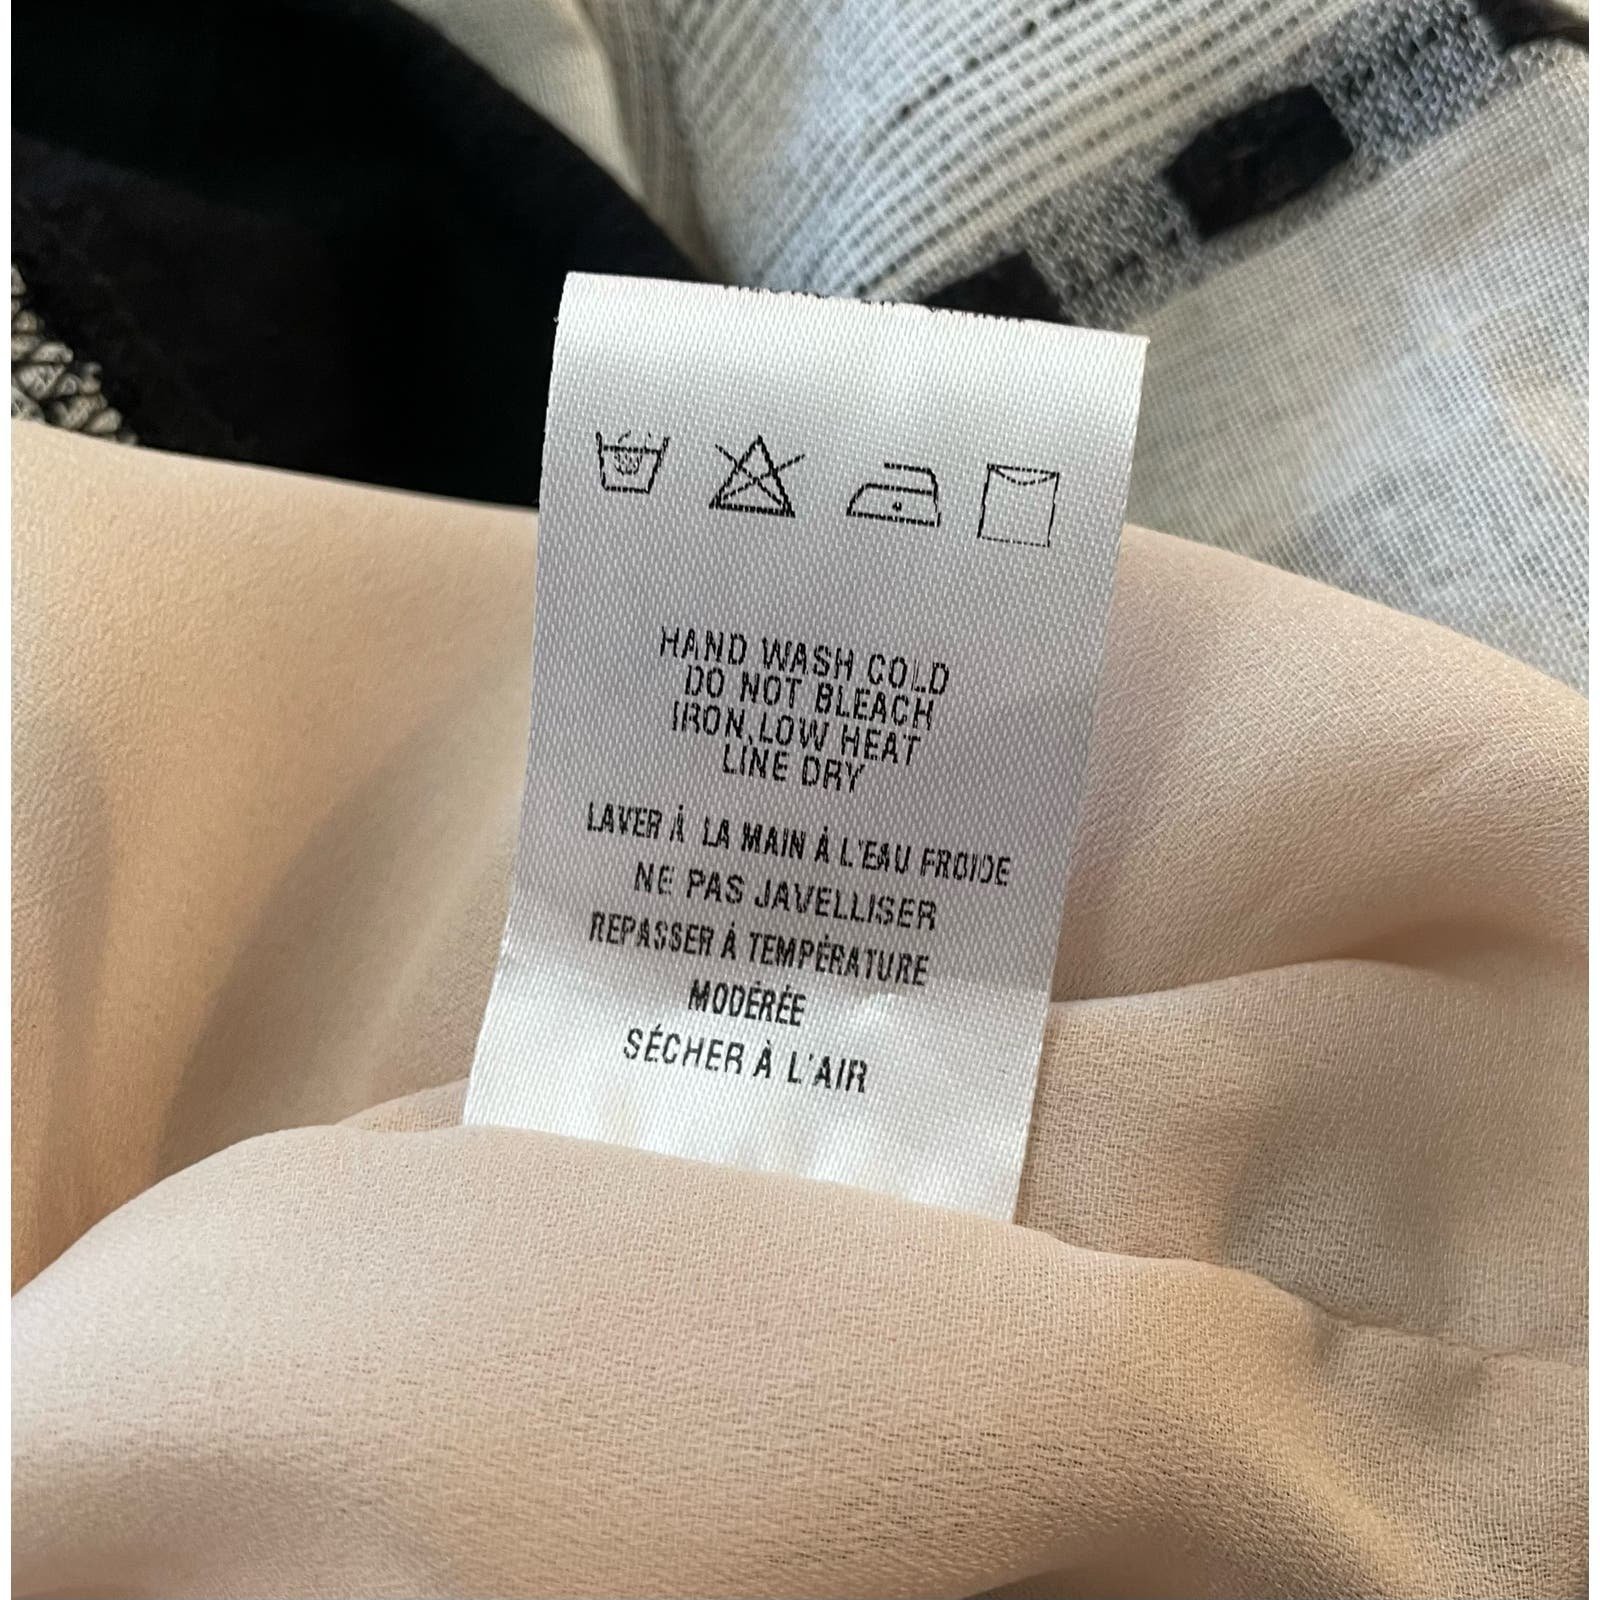 HAND WASH COLD
DO NOT BLEACH
IRON, LOW HEAT
LINE DRY
LAVER À LA MAIN À L'EAU FROIDE
NE PAS JAVELLISER
REPASSER À TEMPÉRATURE
MODÉRÉE
SÉCHER À L'AIR